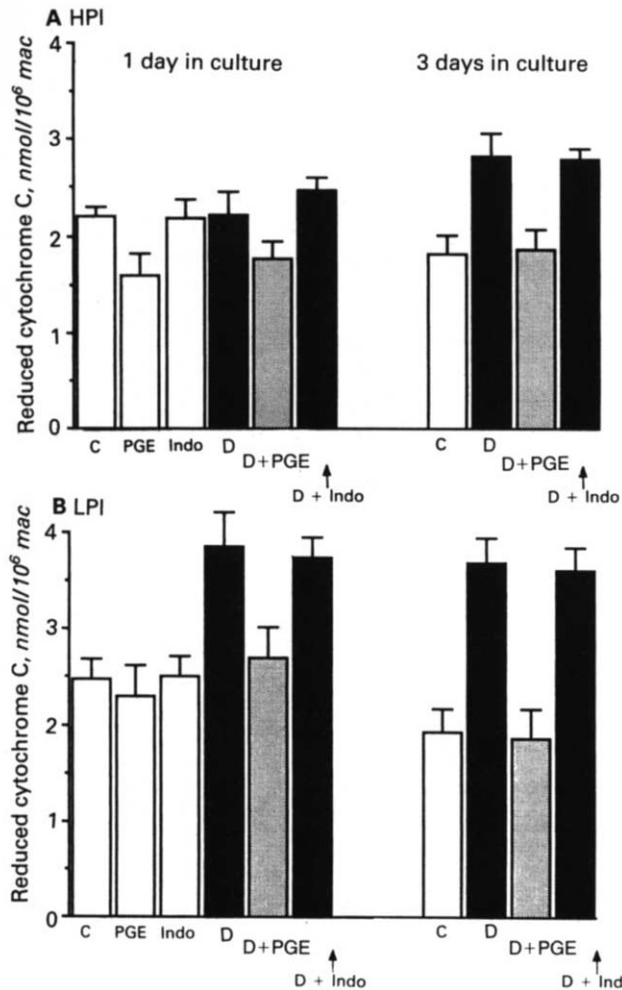 A HPI
1 day in culture
3 days in culture
Reduced cytochrome C, nmol/10⁶ mac
4
3
2
1
0
C PGE Indo D D+PGE D + Indo
C D D+PGE D + Indo
B LPI
Reduced cytochrome C, nmol/10⁶ mac
4
3
2
1
0
C PGE Indo D D+PGE D + Indo
C D D+PGE D + Ind